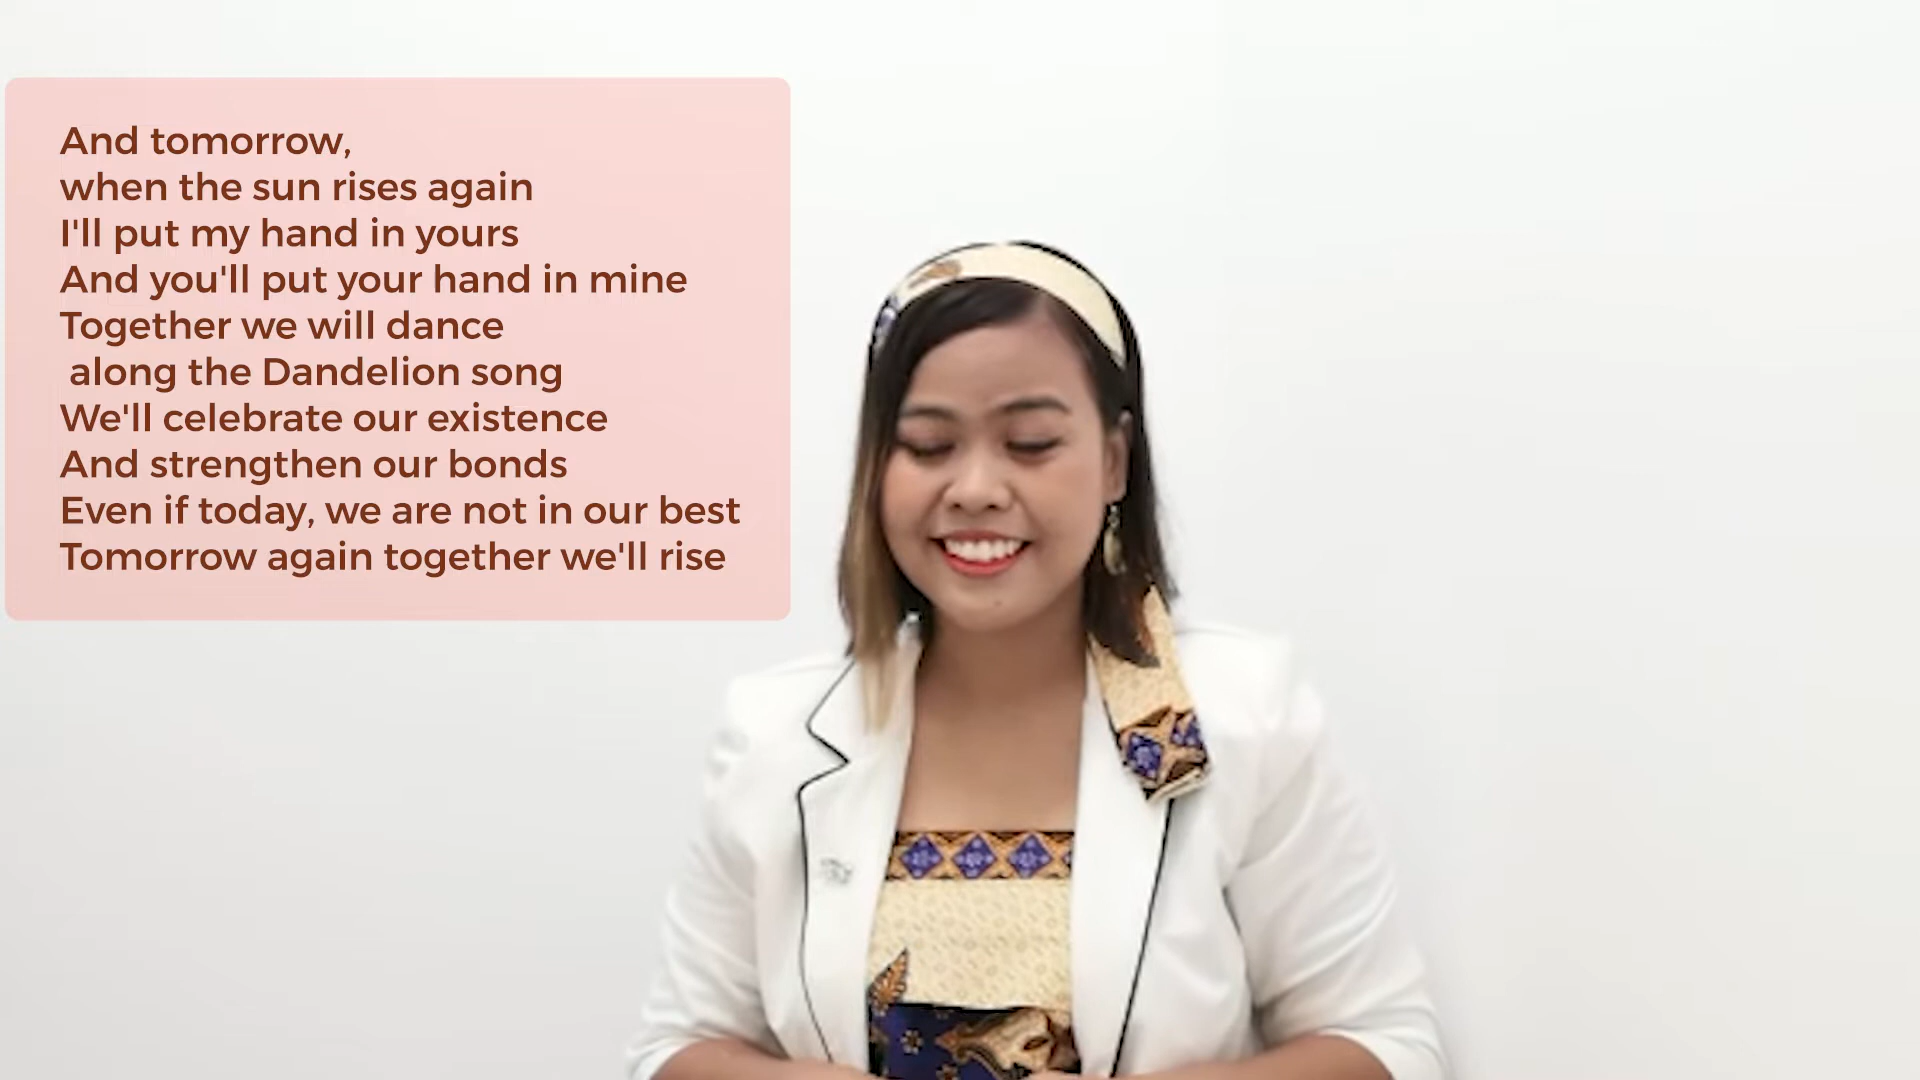 And tomorrow,
when the sun rises again
I'll put my hand in yours
And you'll put your hand in mine
Together we will dance
along the Dandelion song
We'll celebrate our existence
And strengthen our bonds
Even if today, we are not in our best
Tomorrow again together we'll rise